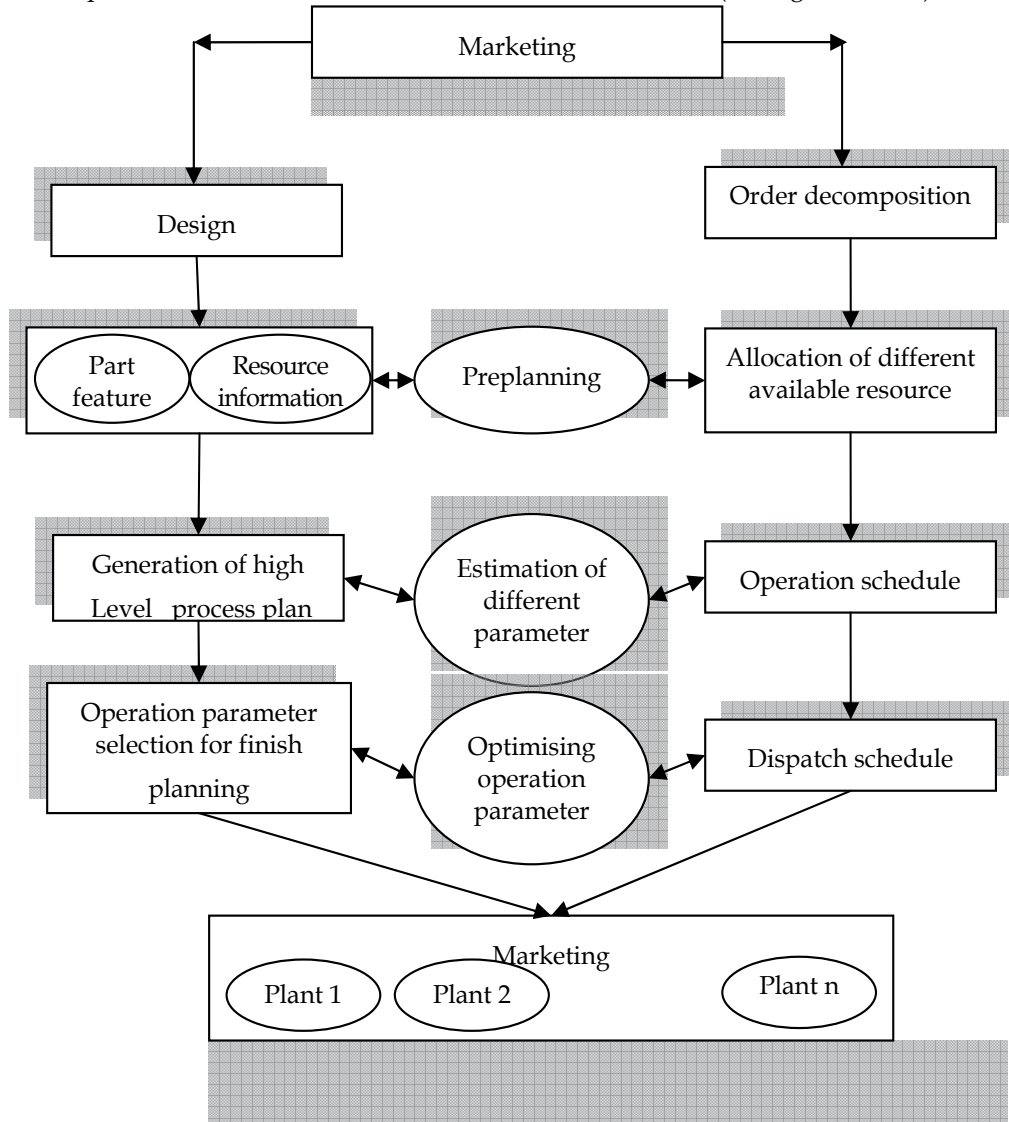 Marketing
Order decomposition
Design
Part
feature
Resource
information
Preplanning
Allocation of different
available resource
Generation of high
Level process plan
Estimation of
different
parameter
Operation schedule
Operation parameter
selection for finish
planning
Optimising
operation
parameter
Dispatch schedule
Marketing
Plant 1
Plant 2
Plant n